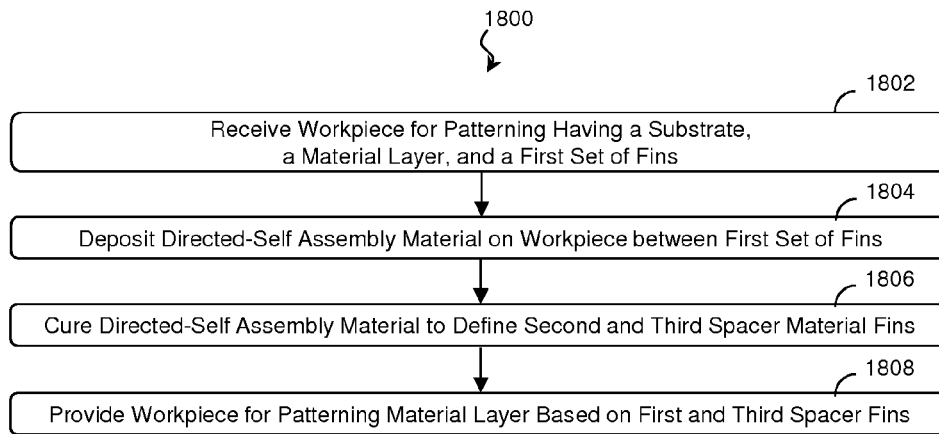 1800
1802
Receive Workpiece for Patterning Having a Substrate,
a Material Layer, and a First Set of Fins
1804
Deposit Directed-Self Assembly Material on Workpiece between First Set of Fins
1806
Cure Directed-Self Assembly Material to Define Second and Third Spacer Material Fins
1808
Provide Workpiece for Patterning Material Layer Based on First and Third Spacer Fins